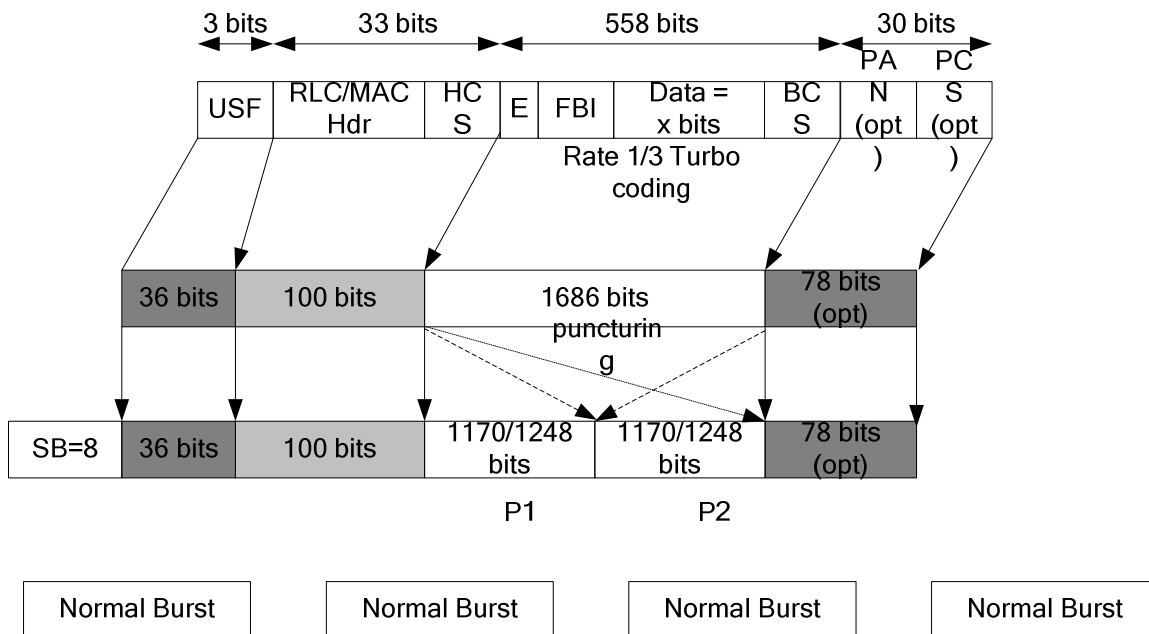 3 bits
33 bits
558 bits
30 bits
USF
RLC/MAC
Hdr
HC
S
E
FBI
Data =
x bits
BC
S
PA
N
(opt
)
PC
S
(opt
)
Rate 1/3 Turbo
coding
36 bits
100 bits
1686 bits
78 bits
(opt)
puncturin
g
SB=8
36 bits
100 bits
1170/1248
bits
1170/1248
bits
78 bits
(opt)
P1
P2
Normal Burst
Normal Burst
Normal Burst
Normal Burst